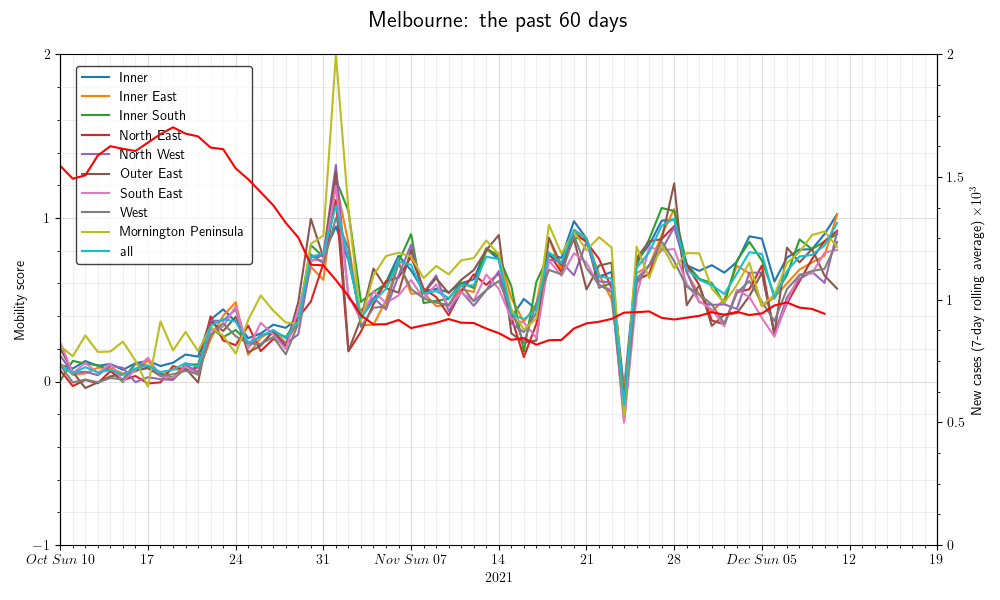 Melbourne: the past 60 days
2
1
0
−1
Mobility score
Inner
Inner East
Inner South
North East
North West
Outer East
South East
West
Mornington Peninsula
all
2
1.5
1
0.5
0
New cases (7-day rolling average) ×10³
Oct Sun 10 17 24 31 Nov Sun 07 14 21 28 Dec Sun 05 12 19
2021